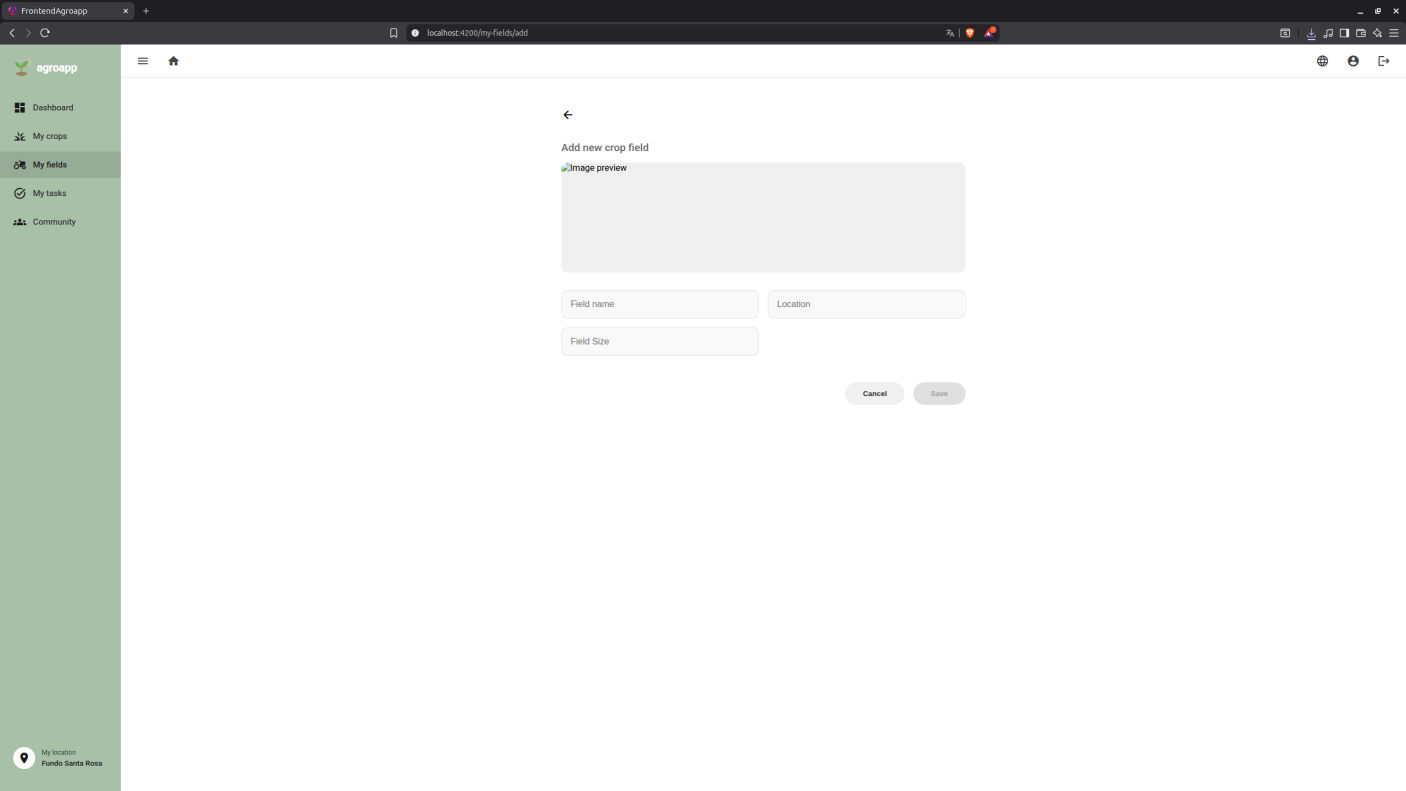 FrontendAgroapp
localhost:4200/my-fields/add
agroapp
Dashboard
My crops
My fields
My tasks
Community
My location
Fundo Santa Rosa
Add new crop field
Image preview
Field name
Location
Field Size
Cancel
Save